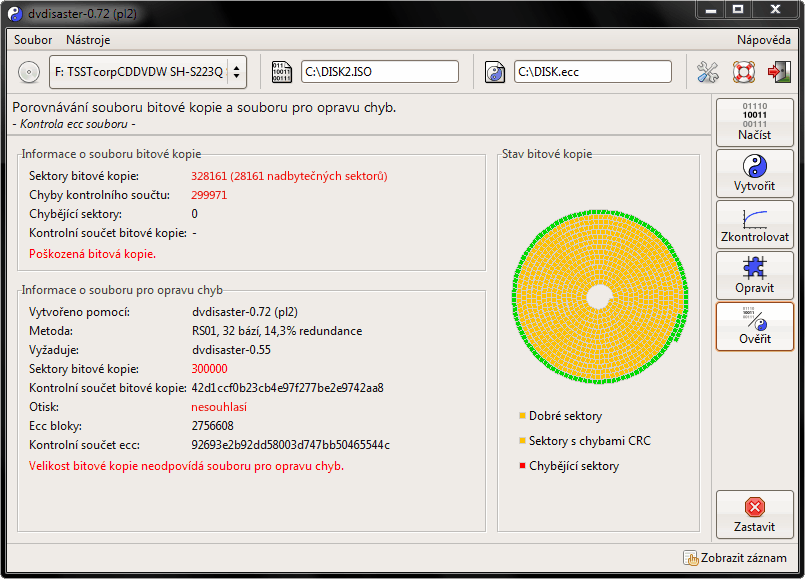 dvdisaster-0.72 (pl2)
Soubor Nástroje Nápověda
F: TSSTcorpCDDVDW SH-S223Q
C:\DISK2.ISO
C:\DISK.ecc
Porovnávání souboru bitové kopie a souboru pro opravu chyb.
- Kontrola ecc souboru -
Informace o souboru bitové kopie
Sektory bitové kopie: 328161 (28161 nadbytečných sektorů)
Chyby kontrolního součtu: 299971
Chybějící sektory: 0
Kontrolní součet bitové kopie: -
Poškozená bitová kopie.
Informace o souboru pro opravu chyb
Vytvořeno pomocí: dvdisaster-0.72 (pl2)
Metoda: RS01, 32 bází, 14,3% redundance
Vyžaduje: dvdisaster-0.55
Sektory bitové kopie: 300000
Kontrolní součet bitové kopie: 42d1ccf0b23cb4e97f277be2e9742aa8
Otisk: nesouhlasí
Ecc bloky: 2756608
Kontrolní součet ecc: 92693e2b92dd58003d747bb50465544c
Velikost bitové kopie neodpovídá souboru pro opravu chyb.
Stav bitové kopie
Dobré sektory
Sektory s chybami CRC
Chybějící sektory
01110
10011
00111
Načíst
Vytvořit
Zkontrolovat
Opravit
Ověřit
Zastavit
Zobrazit záznam